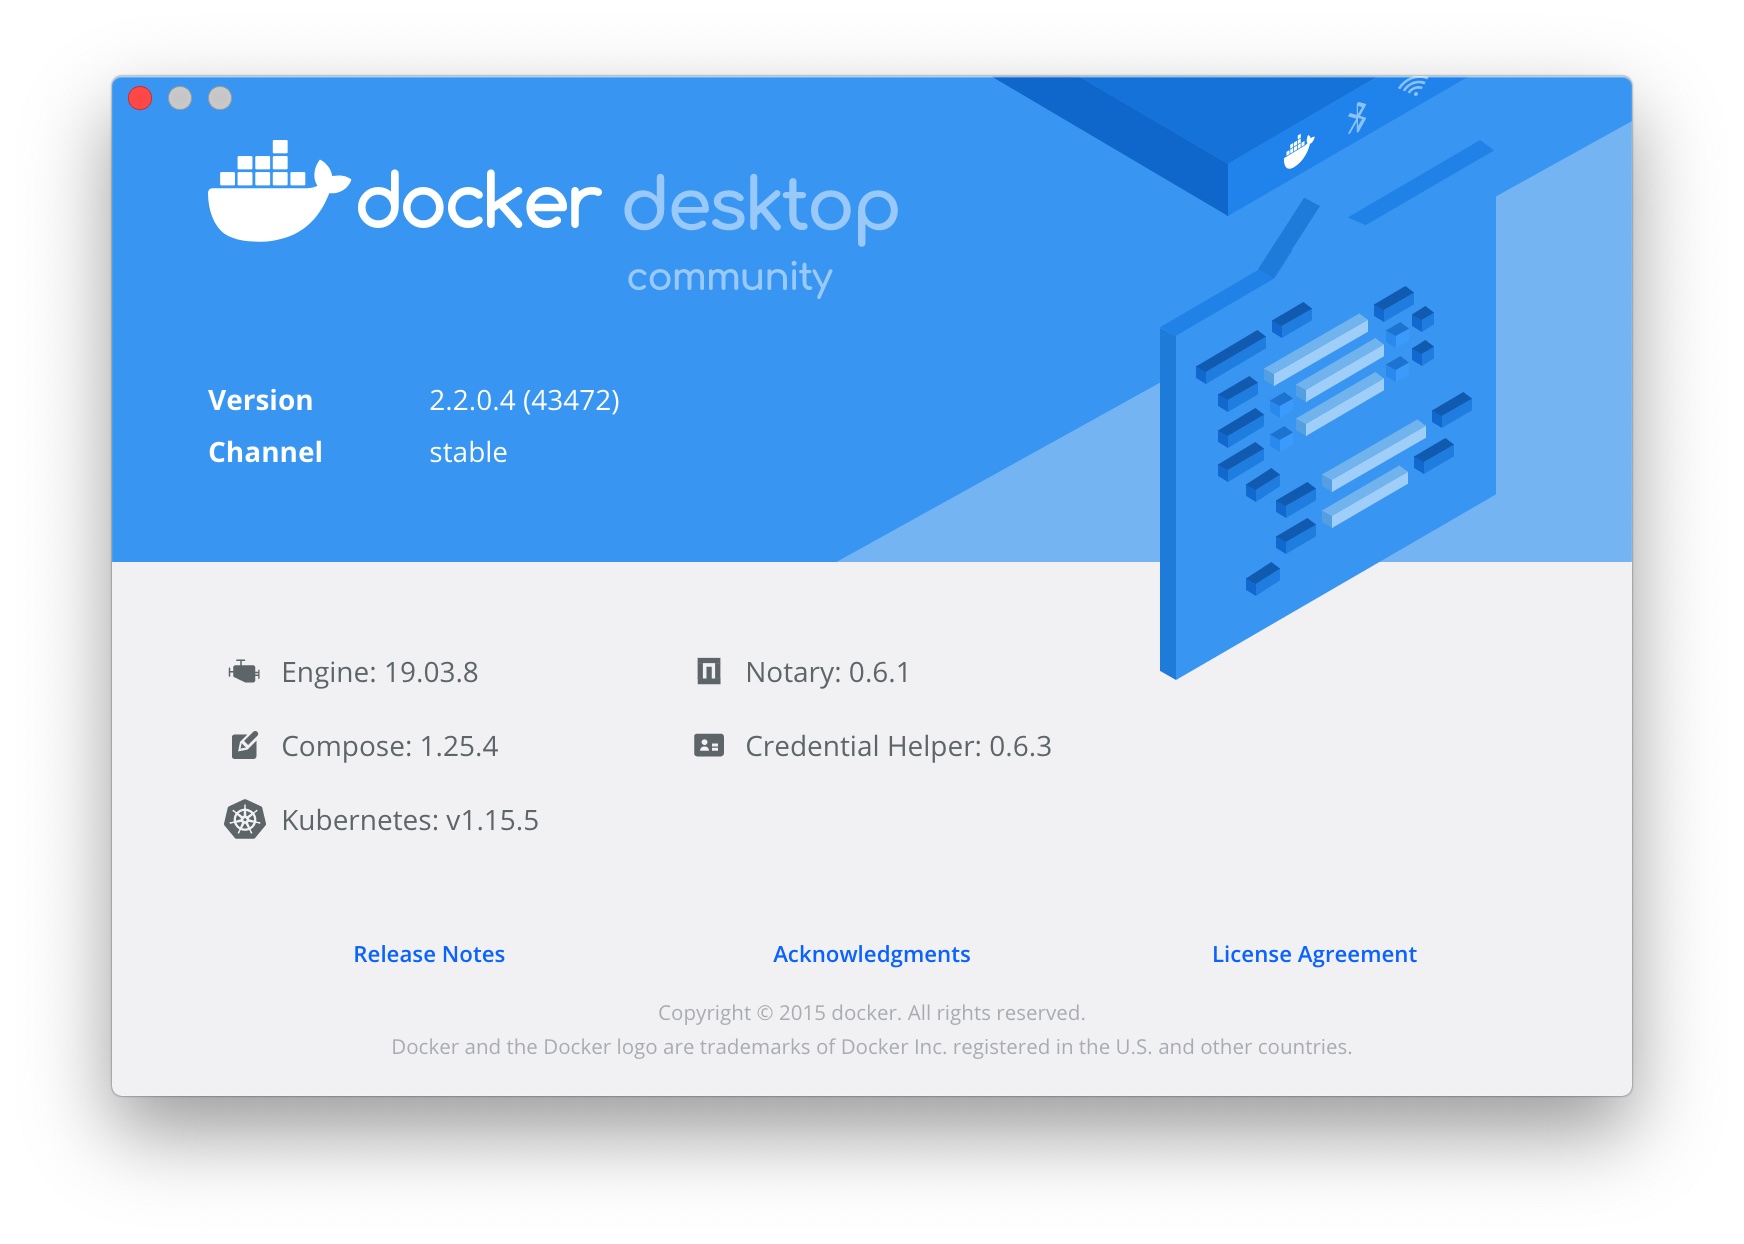 docker desktop
community
Version 2.2.0.4 (43472)
Channel stable
Engine: 19.03.8
Notary: 0.6.1
Compose: 1.25.4
Credential Helper: 0.6.3
Kubernetes: v1.15.5
Release Notes
Acknowledgments
License Agreement
Copyright © 2015 docker. All rights reserved.
Docker and the Docker logo are trademarks of Docker Inc. registered in the U.S. and other countries.